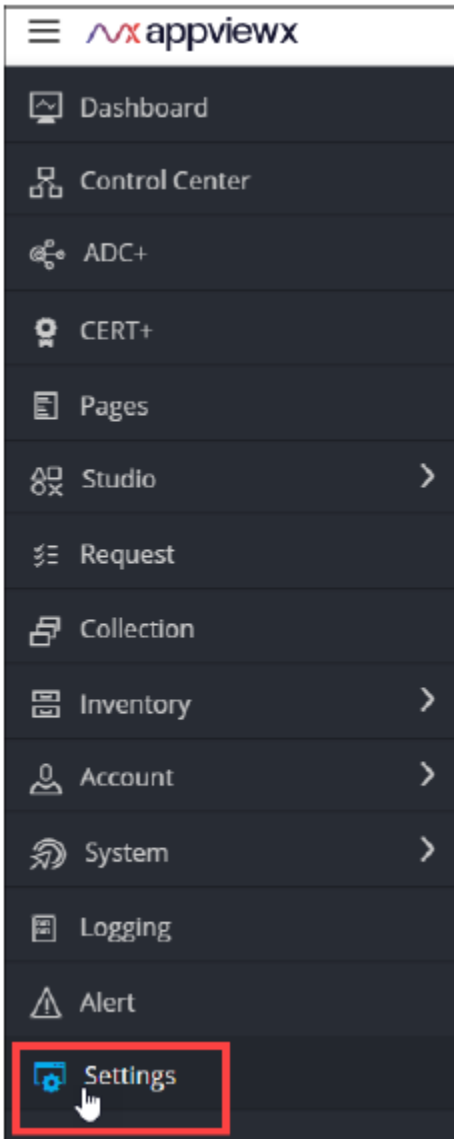 appviewx
Dashboard
Control Center
ADC+
CERT+
Pages
Studio
Request
Collection
Inventory
Account
System
Logging
Alert
Settings